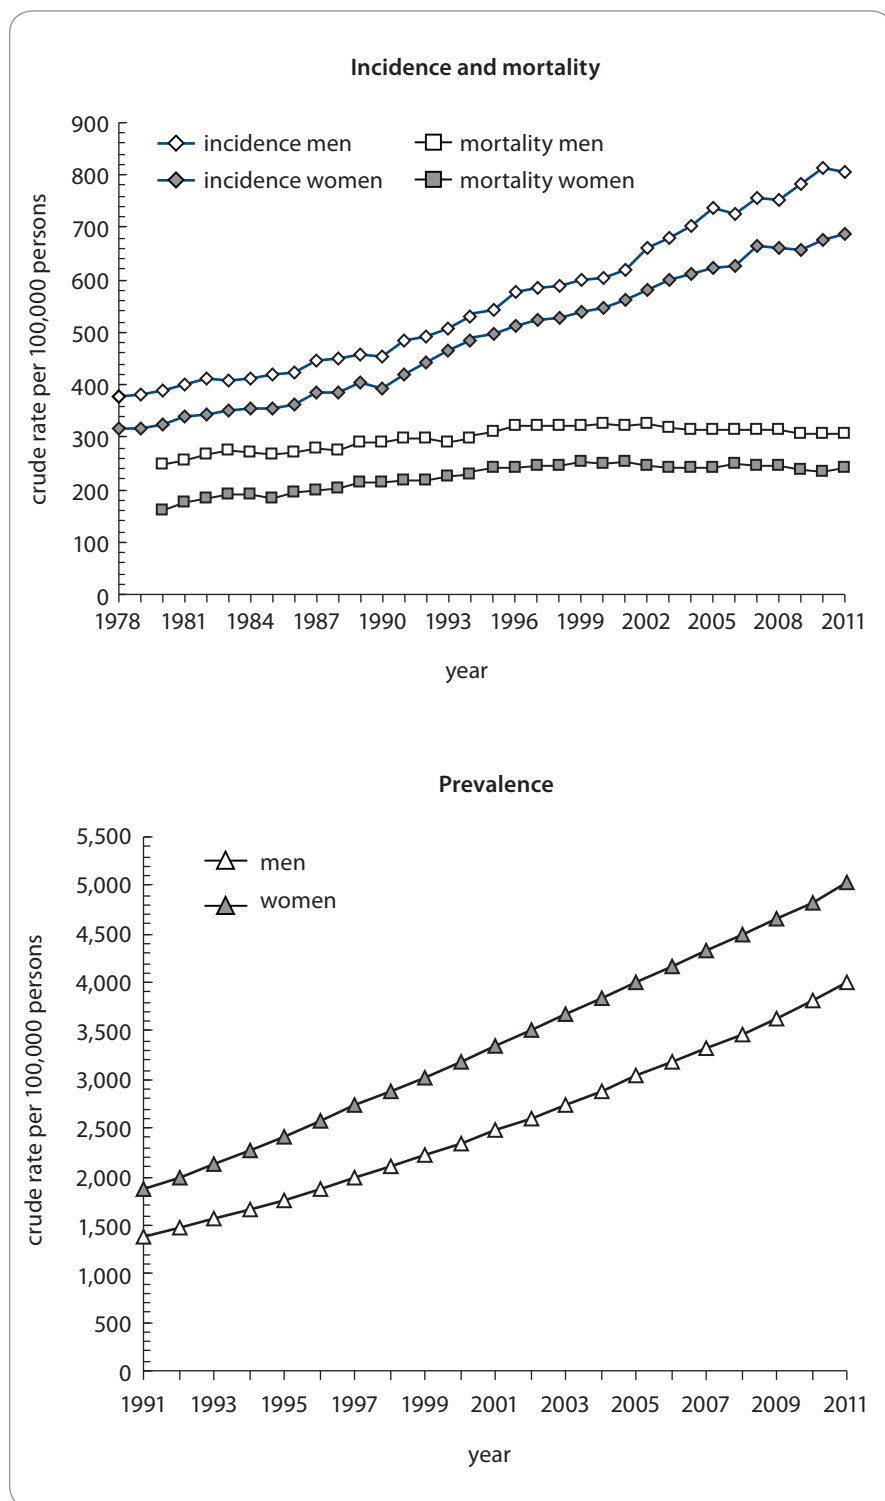 Incidence and mortality
900
800
700
600
500
400
300
200
100
0
crude rate per 100,000 persons
incidence men
mortality men
incidence women
mortality women
1978 1981 1984 1987 1990 1993 1996 1999 2002 2005 2008 2011
year
Prevalence
5,500
5,000
4,500
4,000
3,500
3,000
2,500
2,000
1,500
1,000
500
0
crude rate per 100,000 persons
men
women
1991 1993 1995 1997 1999 2001 2003 2005 2007 2009 2011
year